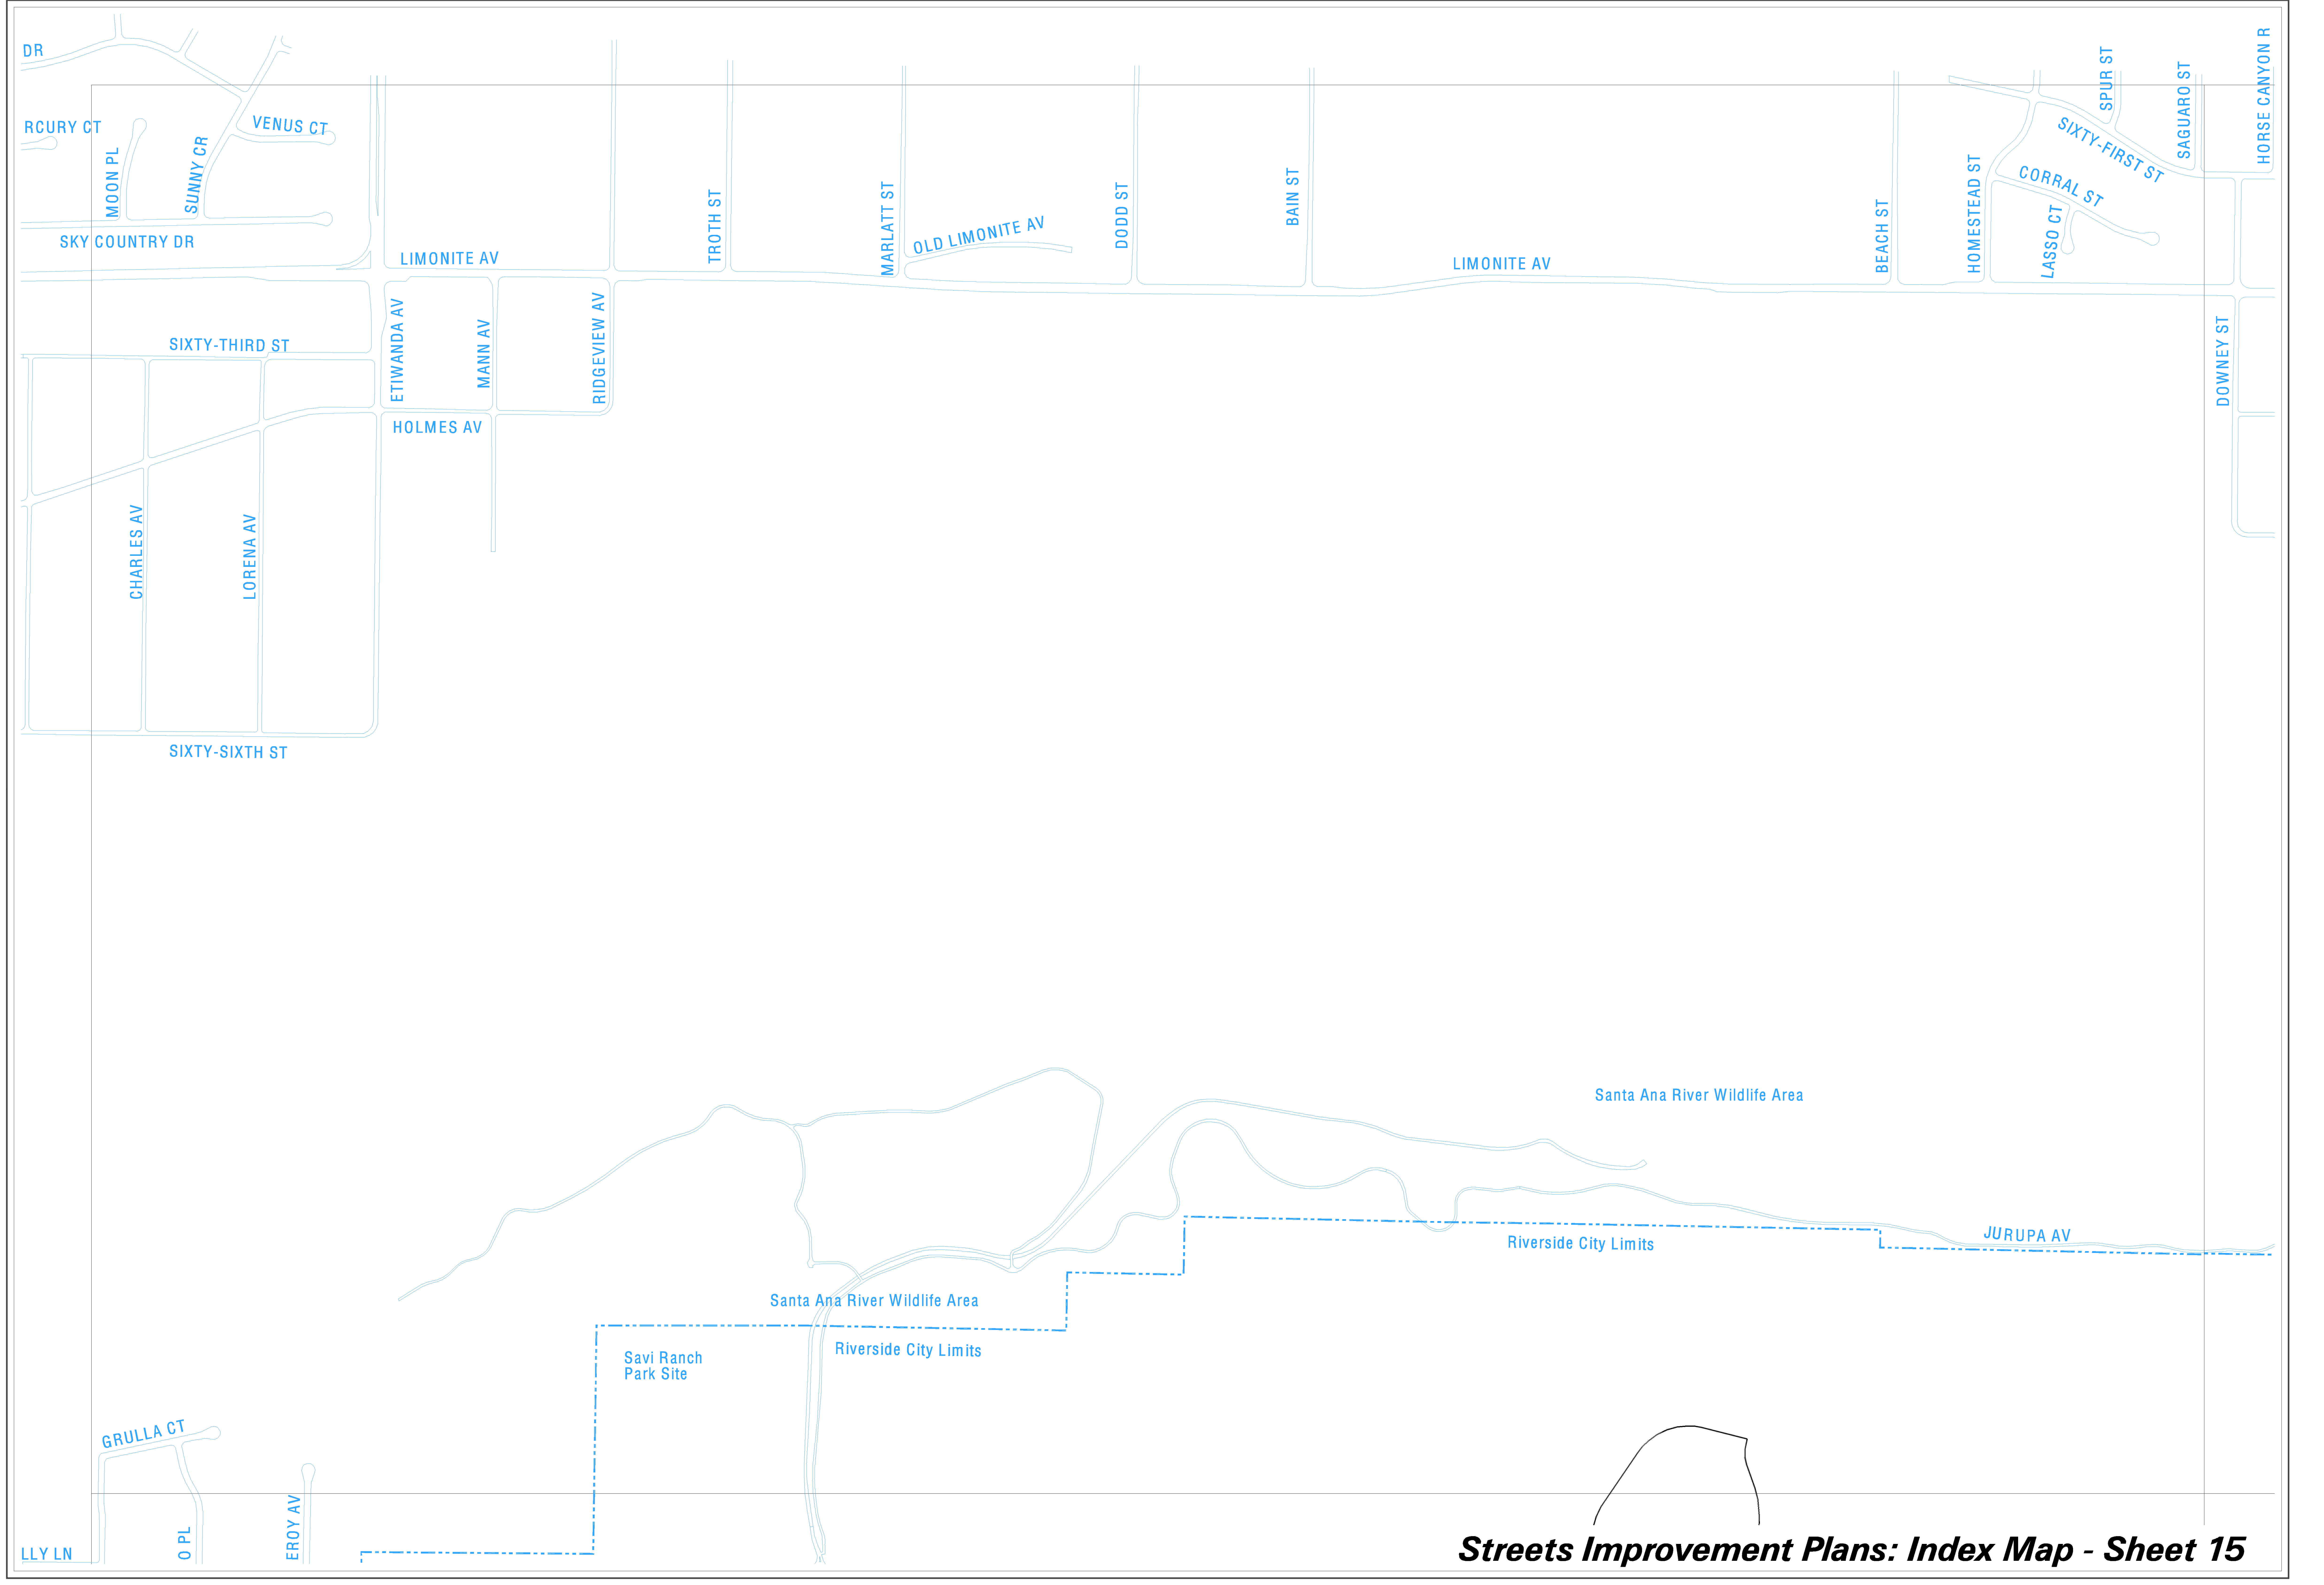 DR
SPUR ST
SAGUARO ST
HORSE CANYON R
RCURY CT
VENUS CT
MOON PL
SUNNY CR
SIXTY-FIRST ST
CORRAL ST
SKY COUNTRY DR
LIMONITE AV
TROTH ST
MARLATT ST
OLD LIMONITE AV
DODD ST
BAIN ST
LIMONITE AV
BEACH ST
HOMESTEAD ST
LASSO CT
SIXTY-THIRD ST
ETIWANDA AV
MANN AV
RIDGEVIEW AV
DOWNEY ST
HOLMES AV
CHARLES AV
LORENA AV
SIXTY-SIXTH ST
Santa Ana River Wildlife Area
JURUPA AV
Riverside City Limits
Santa Ana River Wildlife Area
Riverside City Limits
Savi Ranch
Park Site
GRULLA CT
O PL
EROY AV
LLY LN
Streets Improvement Plans: Index Map - Sheet 15